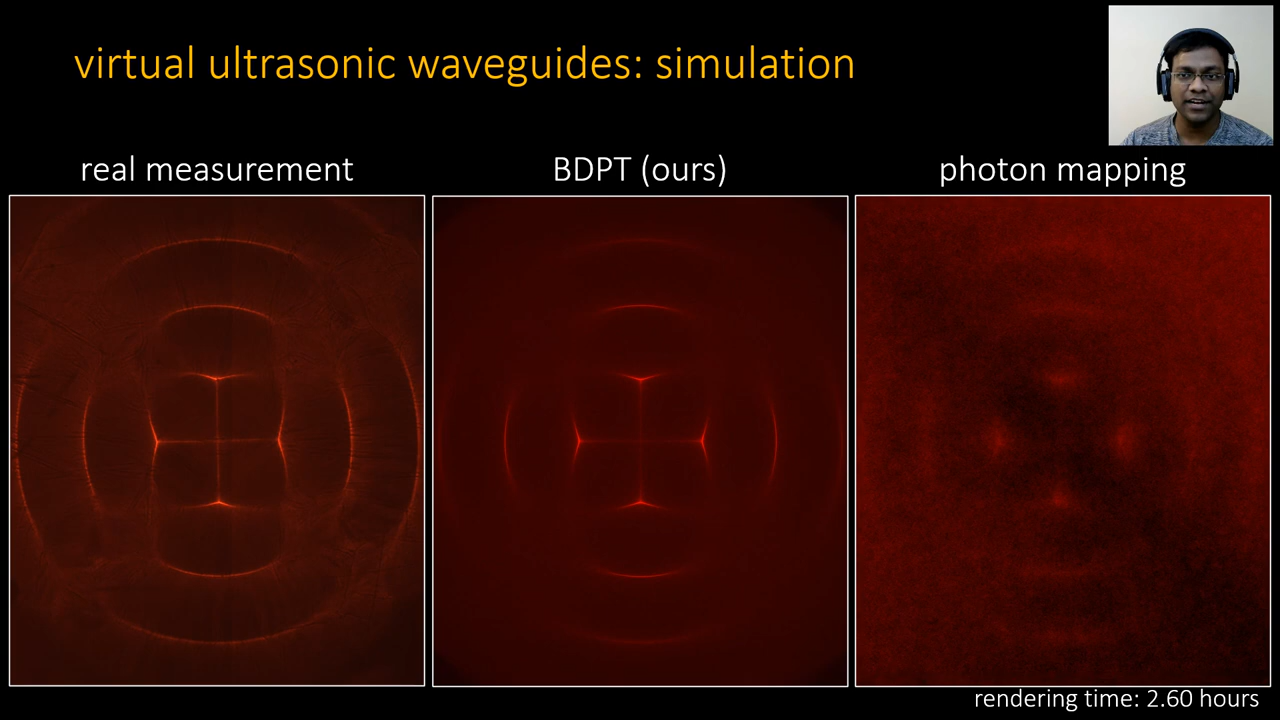 virtual ultrasonic waveguides: simulation
real measurement
BDPT (ours)
photon mapping
rendering time: 2.60 hours